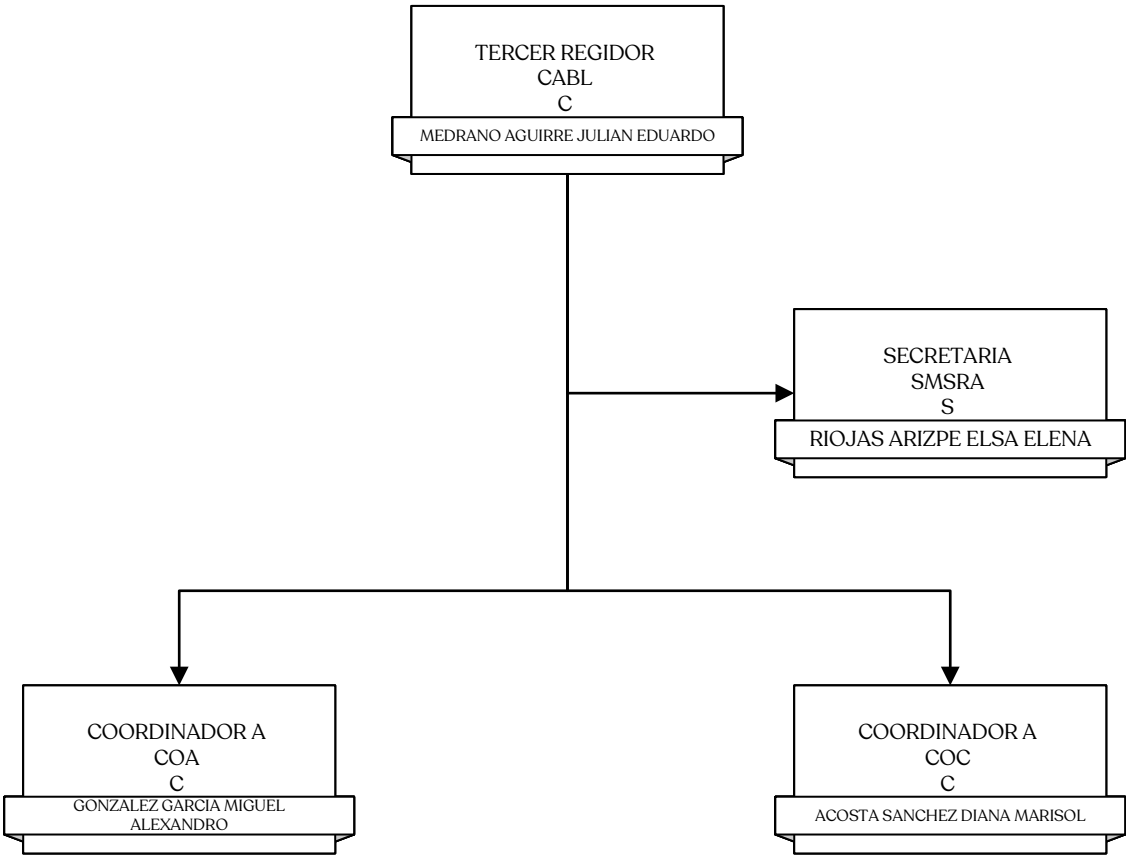 TERCER REGIDOR
CABL
C
MEDRANO AGUIRRE JULIAN EDUARDO
SECRETARIA
SMSRA
S
RIOJAS ARIZPE ELSA ELENA
COORDINADOR A
COA
C
GONZALEZ GARCIA MIGUEL
ALEXANDRO
COORDINADOR A
COC
C
ACOSTA SANCHEZ DIANA MARISOL